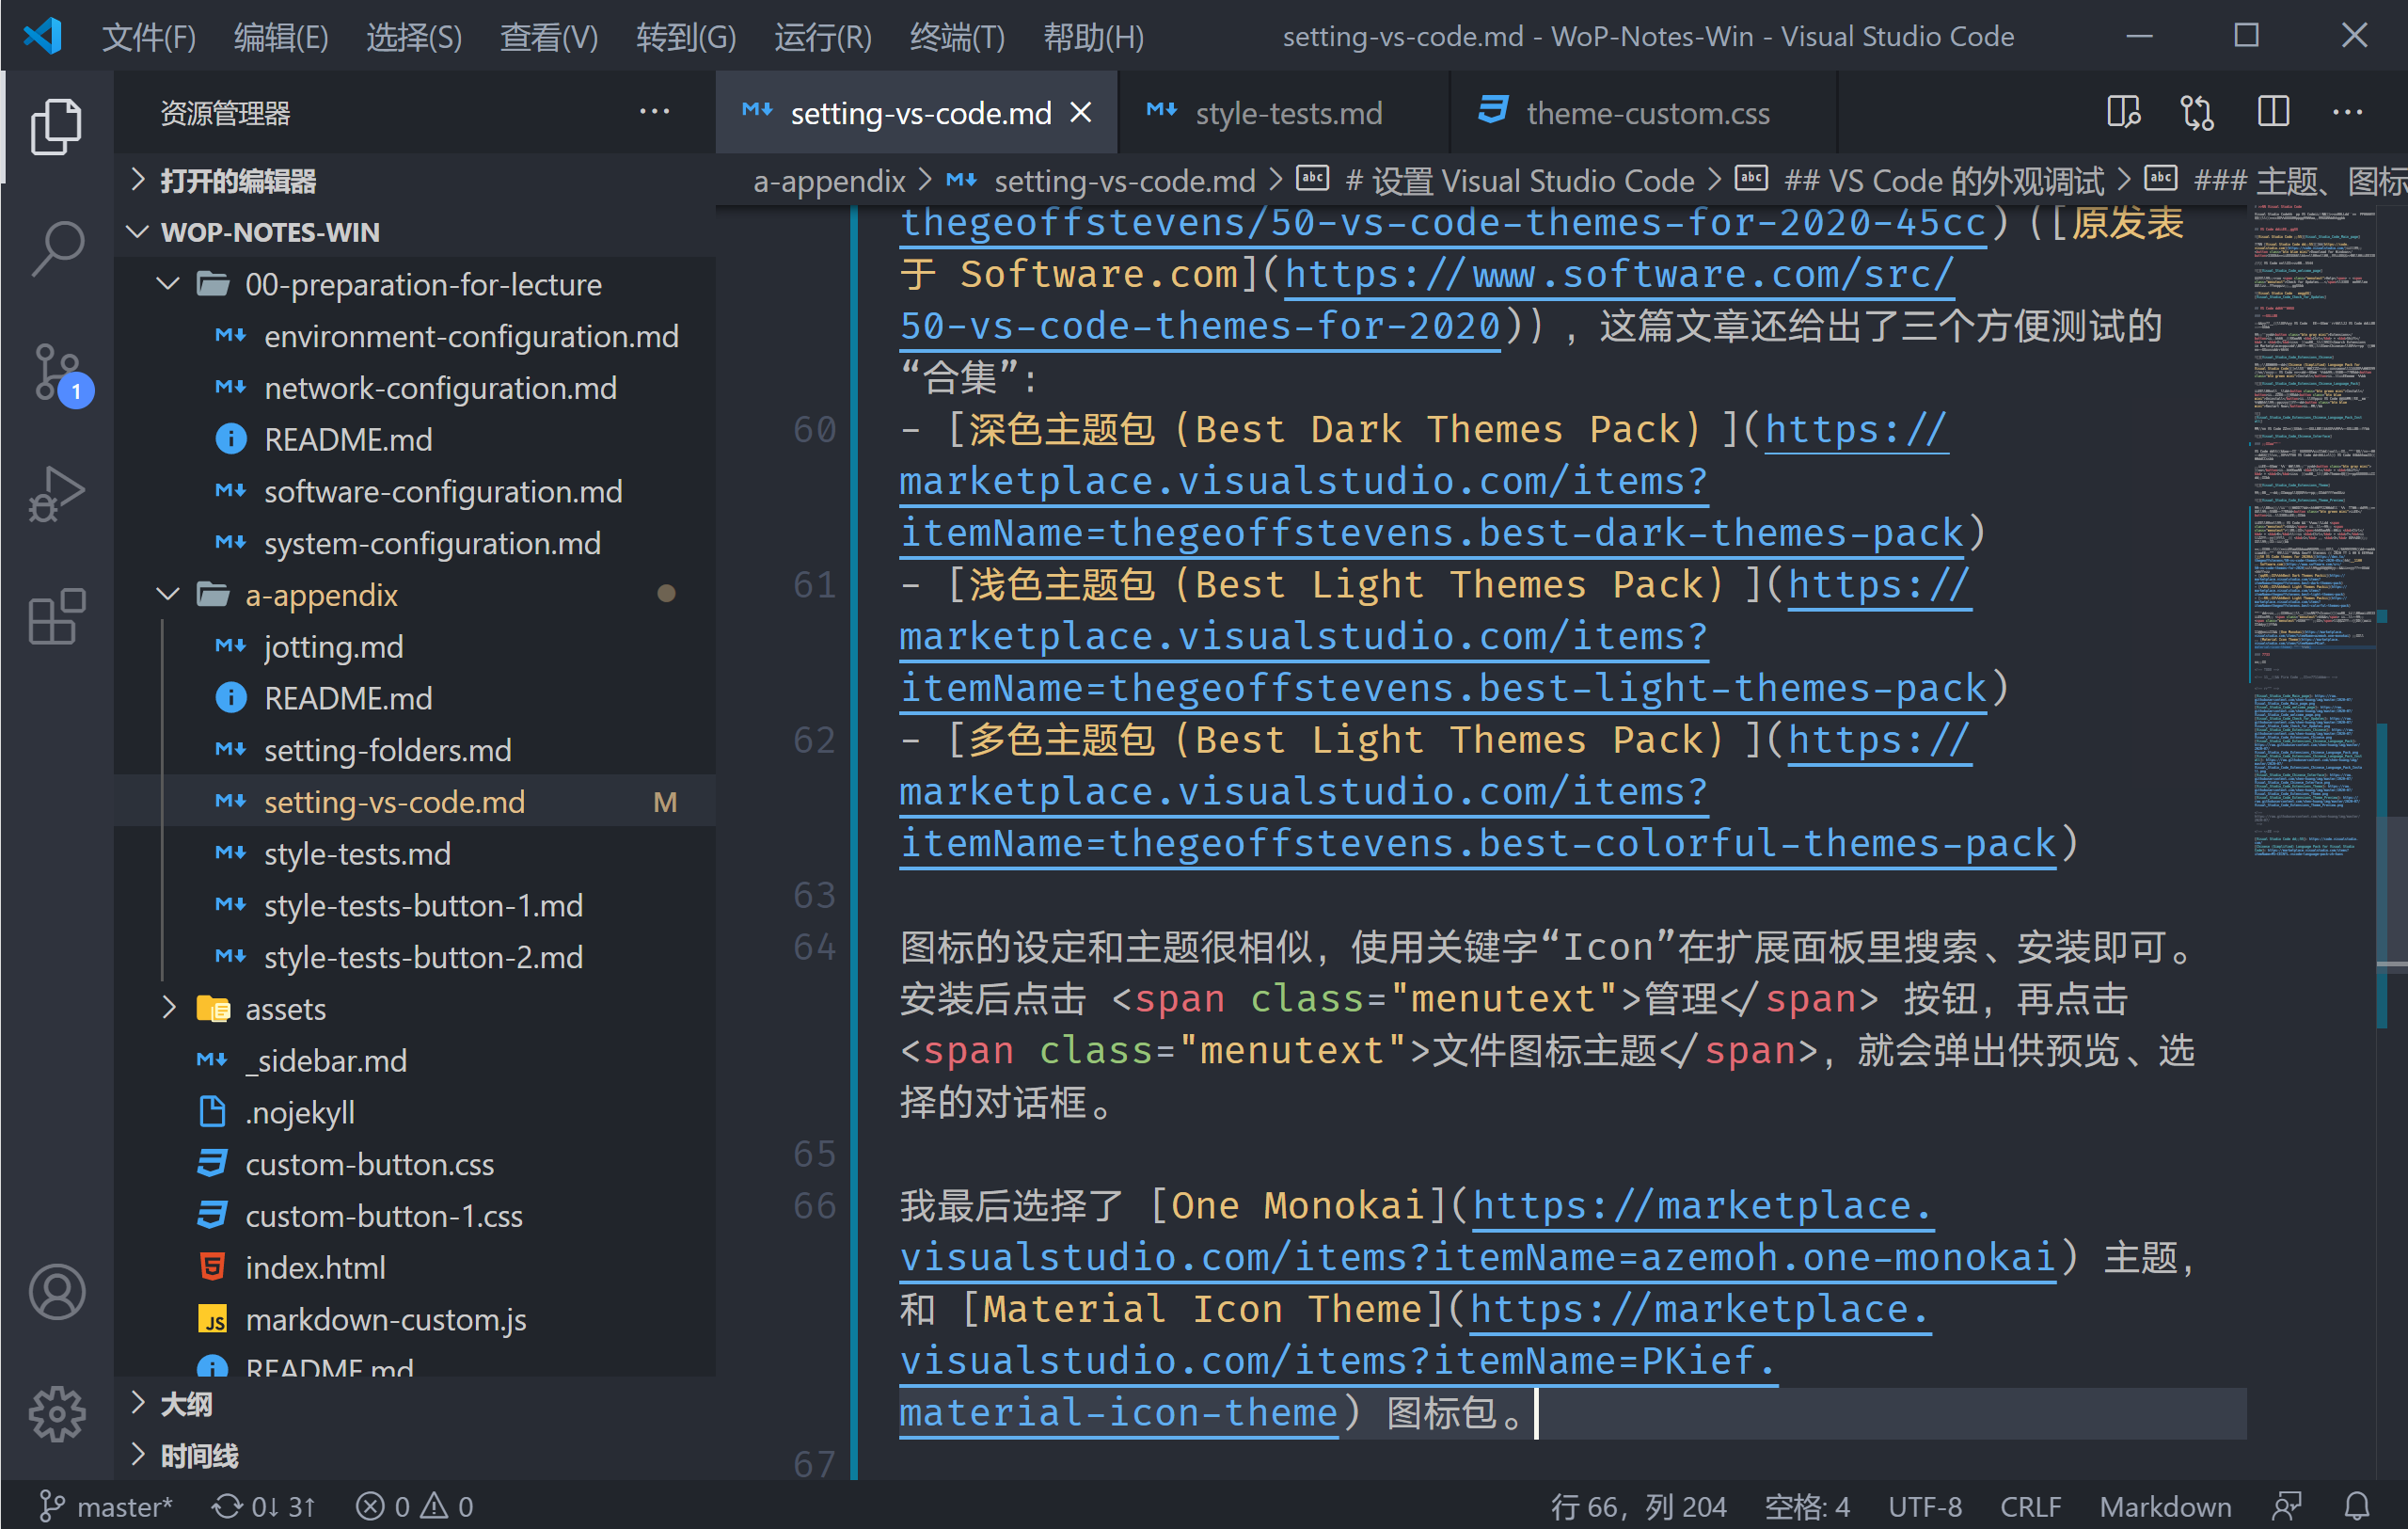 文件(F) 编辑(E) 选择(S) 查看(V) 转到(G) 运行(R) 终端(T) 帮助(H) setting-vs-code.md - WoP-Notes-Win - Visual Studio Code
资源管理器
setting-vs-code.md style-tests.md theme-custom.css
打开的编辑器
WOP-NOTES-WIN
00-preparation-for-lecture
environment-configuration.md
network-configuration.md
README.md
software-configuration.md
system-configuration.md
a-appendix
jotting.md
README.md
setting-folders.md
setting-vs-code.md M
style-tests.md
style-tests-button-1.md
style-tests-button-2.md
assets
_sidebar.md
.nojekyll
custom-button.css
custom-button-1.css
index.html
markdown-custom.js
README.md
大纲
时间线
1
a-appendix > setting-vs-code.md > # 设置 Visual Studio Code > ## VS Code 的外观调试 > ### 主题、图标
thegeoffstevens/50-vs-code-themes-for-2020-45cc)([原发表
于 Software.com](https://www.software.com/src/
50-vs-code-themes-for-2020)),这篇文章还给出了三个方便测试的
“合集”:
60 - [深色主题包(Best Dark Themes Pack)](https://
marketplace.visualstudio.com/items?
itemName=thegeoffstevens.best-dark-themes-pack)
61 - [浅色主题包(Best Light Themes Pack)](https://
marketplace.visualstudio.com/items?
itemName=thegeoffstevens.best-light-themes-pack)
62 - [多色主题包(Best Light Themes Pack)](https://
marketplace.visualstudio.com/items?
itemName=thegeoffstevens.best-colorful-themes-pack)
63
64 图标的设定和主题很相似,使用关键字“Icon”在扩展面板里搜索、安装即可。
安装后点击 <span class="menutext">管理</span> 按钮,再点击
<span class="menutext">文件图标主题</span>,就会弹出供预览、选
择的对话框。
65
66 我最后选择了 [One Monokai](https://marketplace.
visualstudio.com/items?itemName=azemoh.one-monokai) 主题,
和 [Material Icon Theme](https://marketplace.
visualstudio.com/items?itemName=PKief.
material-icon-theme) 图标包。
67
master* 0↓ 3↑ 0 0 行 66,列 204 空格: 4 UTF-8 CRLF Markdown